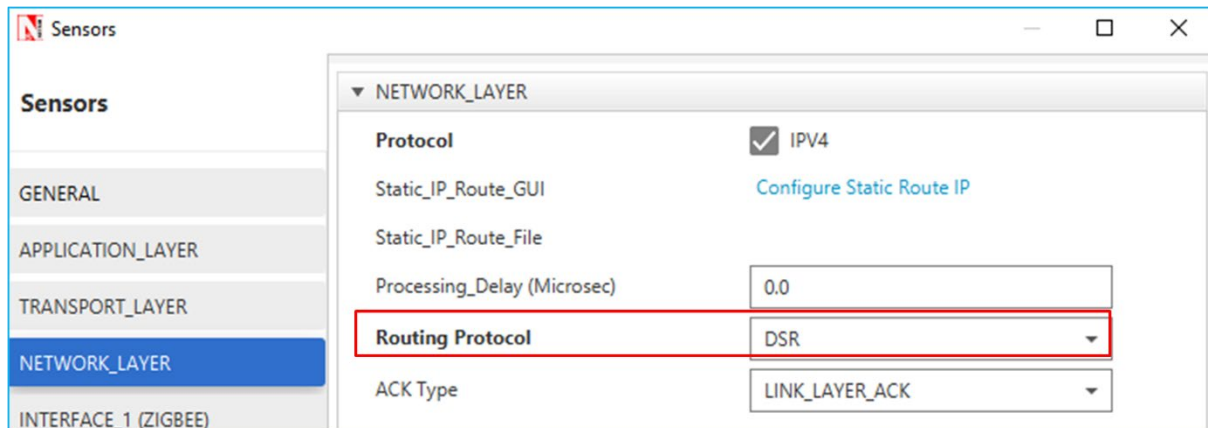 Sensors
Sensors
GENERAL
APPLICATION_LAYER
TRANSPORT_LAYER
NETWORK_LAYER
INTERFACE_1 (ZIGBEE)
NETWORK_LAYER
Protocol IPV4
Static_IP_Route_GUI Configure Static Route IP
Static_IP_Route_File
Processing_Delay (Microsec) 0.0
Routing Protocol DSR
ACK Type LINK_LAYER_ACK